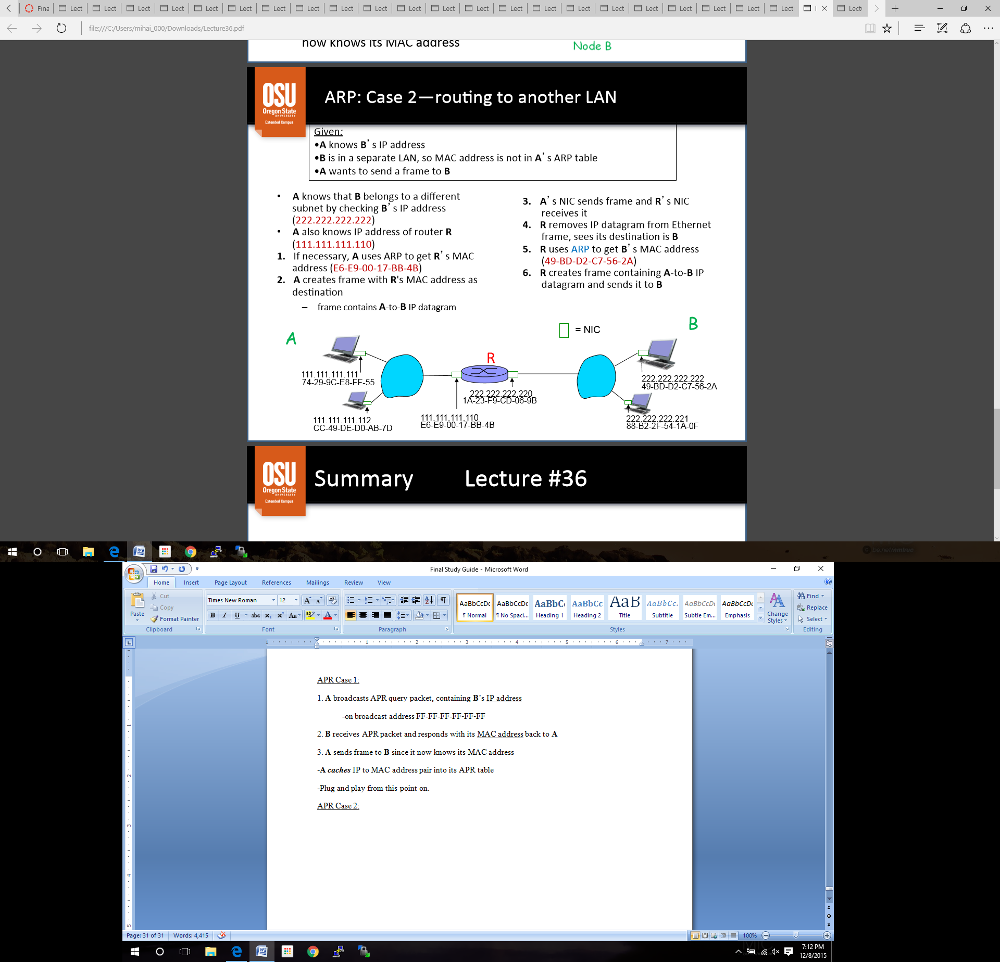 Fina Lect Lect Lect Lect Lect Lect Lect Lect Lect Lect Lect Lect Lect Lect Lect Lect Lect Lect Lect Lect Lect Lect I Lect
file:///C:/Users/mihai_000/Downloads/Lecture36.pdf
now knows its MAC address
Node B
OSU
Oregon State
UNIVERSITY
Extended Campus
ARP: Case 2—routing to another LAN
Given:
•A knows B's IP address
•B is in a separate LAN, so MAC address is not in A's ARP table
•A wants to send a frame to B
• A knows that B belongs to a different
subnet by checking B's IP address
(222.222.222.222)
• A also knows IP address of router R
(111.111.111.110)
1. If necessary, A uses ARP to get R's MAC
address (E6-E9-00-17-BB-4B)
2. A creates frame with R's MAC address as
destination
– frame contains A-to-B IP datagram
3. A's NIC sends frame and R's NIC
receives it
4. R removes IP datagram from Ethernet
frame, sees its destination is B
5. R uses ARP to get B's MAC address
(49-BD-D2-C7-56-2A)
6. R creates frame containing A-to-B IP
datagram and sends it to B
= NIC
A
B
R
111.111.111.111
74-29-9C-E8-FF-55
111.111.111.112
CC-49-DE-D0-AB-7D
222.222.222.220
1A-23-F9-CD-06-9B
111.111.111.110
E6-E9-00-17-BB-4B
222.222.222.222
49-BD-D2-C7-56-2A
222.222.222.221
88-B2-2F-54-1A-0F
OSU
Oregon State
UNIVERSITY
Extended Campus
Summary Lecture #36
be.net/nmtruc
Final Study Guide - Microsoft Word
Home Insert Page Layout References Mailings Review View
Paste
Cut
Copy
Format Painter
Clipboard
Times New Roman 12
Font
Paragraph
AaBbCcDc AaBbCcDc AaBbC AaBbCc AaB AaBbCc. AaBbCcDi AaBbCcDi
¶ Normal ¶ No Spaci... Heading 1 Heading 2 Title Subtitle Subtle Em... Emphasis
Change
Styles
Styles
Find
Replace
Select
Editing
1 1 2 3 4 5 6 7
1
2
3
4
5
APR Case 1:
1. A broadcasts APR query packet, containing B's IP address
-on broadcast address FF-FF-FF-FF-FF-FF
2. B receives APR packet and responds with its MAC address back to A
3. A sends frame to B since it now knows its MAC address
-A caches IP to MAC address pair into its APR table
-Plug and play from this point on.
APR Case 2:
Page: 31 of 31 Words: 4,415 100%
7:12 PM
12/8/2015